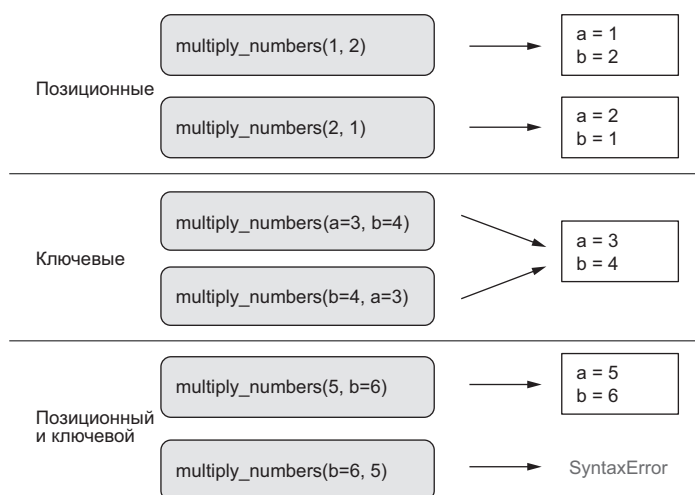 Позиционные
multiply_numbers(1, 2)
a = 1
b = 2
multiply_numbers(2, 1)
a = 2
b = 1
Ключевые
multiply_numbers(a=3, b=4)
multiply_numbers(b=4, a=3)
a = 3
b = 4
Позиционный
и ключевой
multiply_numbers(5, b=6)
a = 5
b = 6
multiply_numbers(b=6, 5)
SyntaxError